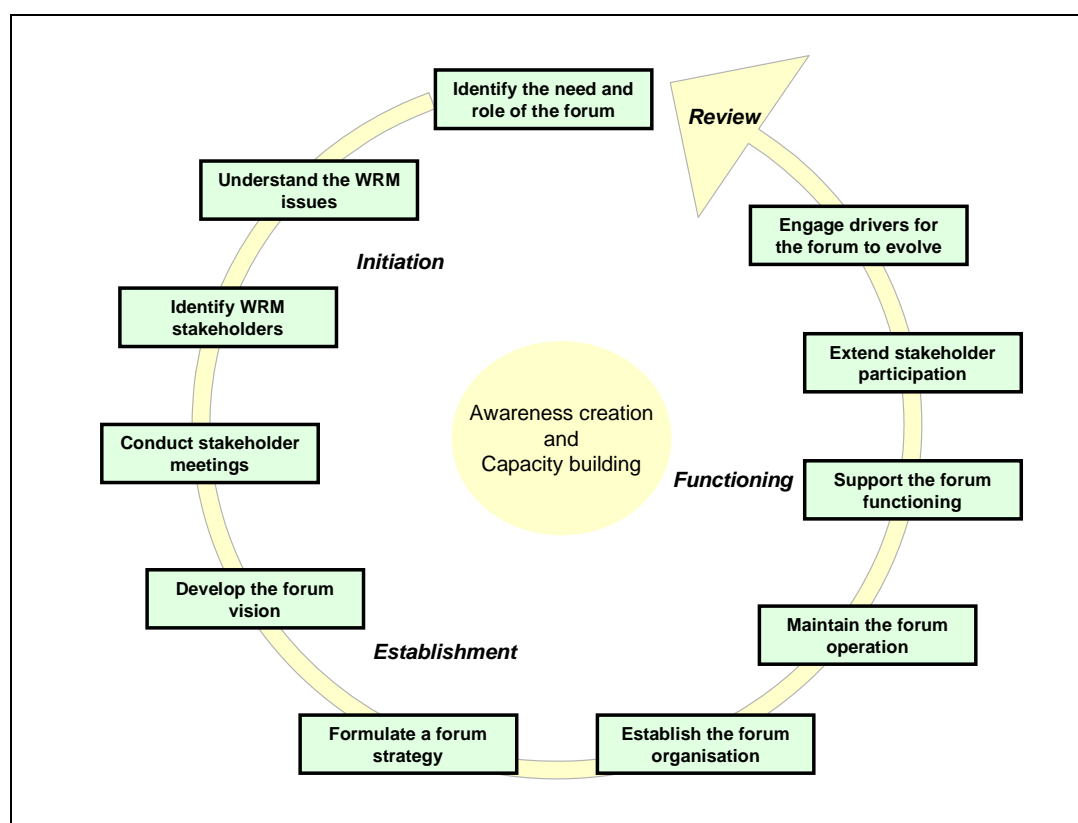 Identify the need and
role of the forum
Review
Understand the WRM
issues
Engage drivers for
the forum to evolve
Initiation
Identify WRM
stakeholders
Extend stakeholder
participation
Awareness creation
and
Capacity building
Conduct stakeholder
meetings
Functioning
Support the forum
functioning
Develop the forum
vision
Maintain the forum
operation
Establishment
Formulate a forum
strategy
Establish the forum
organisation